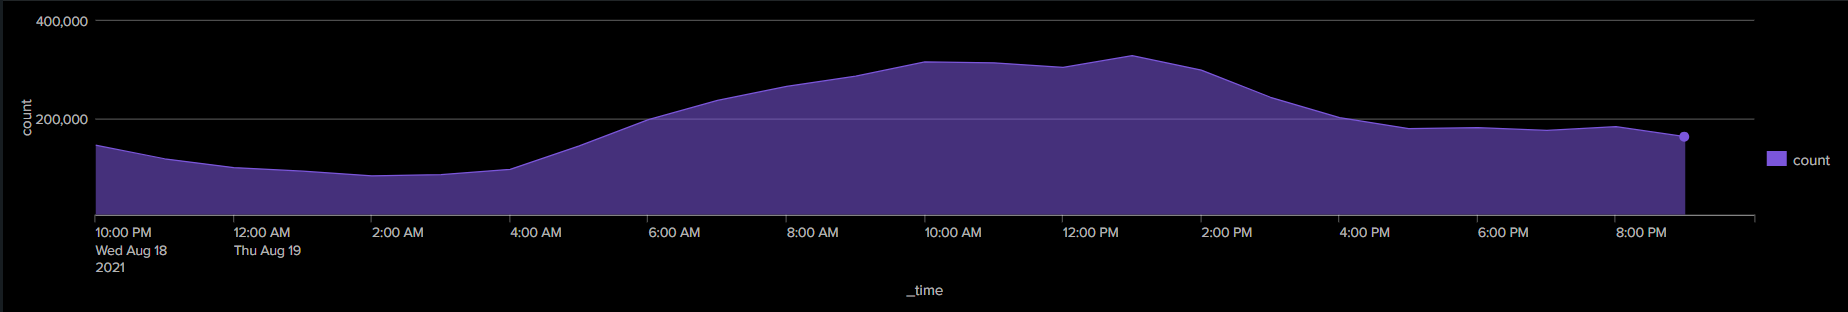 400,000
200,000
count
10:00 PM
Wed Aug 18
2021
12:00 AM
Thu Aug 19
2:00 AM
4:00 AM
6:00 AM
8:00 AM
10:00 AM
12:00 PM
2:00 PM
4:00 PM
6:00 PM
8:00 PM
_time
count